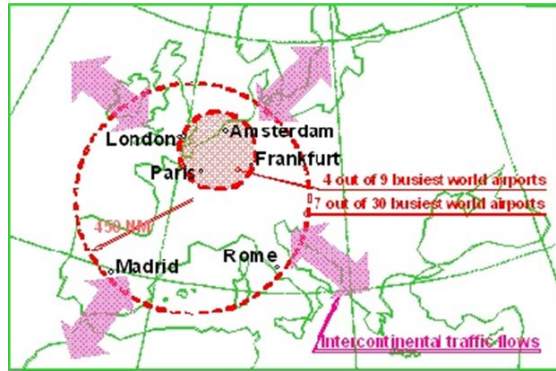 Amsterdam
London
Frankfurt
Paris
4 out of 9 busiest world airports
7 out of 30 busiest world airports
450 NM
Rome
Madrid
Intercontinental traffic flows